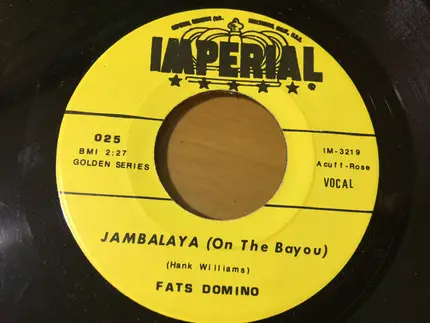 IMPERIAL
®
025
BMI 2:27
GOLDEN SERIES
IM-3219
Acuff-Rose
VOCAL
JAMBALAYA (On The Bayou)
(Hank Williams)
FATS DOMINO